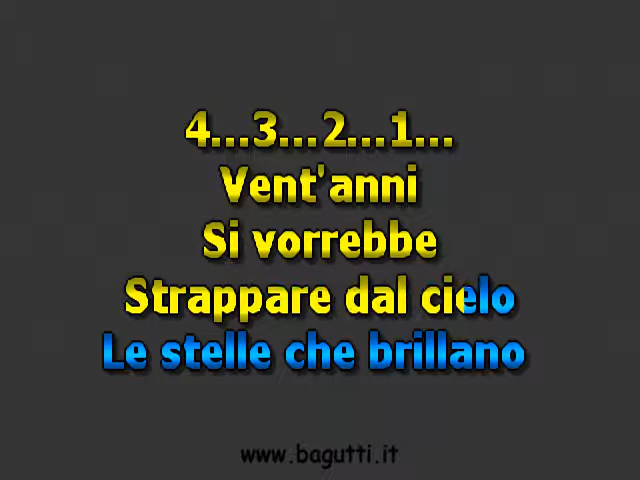 4...3...2...1...
Vent'anni
Si vorrebbe
Strappare dal cielo
Le stelle che brillano
www.bagutti.it